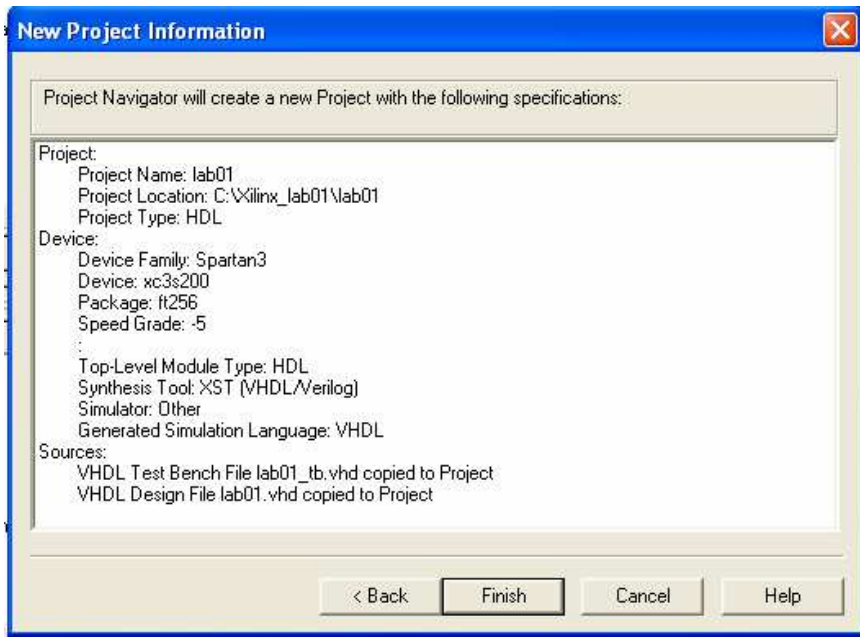 New Project Information
Project Navigator will create a new Project with the following specifications:
Project:
Project Name: lab01
Project Location: C:\Xilinx_lab01\lab01
Project Type: HDL
Device:
Device Family: Spartan3
Device: xc3s200
Package: ft256
Speed Grade: -5
:
Top-Level Module Type: HDL
Synthesis Tool: XST (VHDL/Verilog)
Simulator: Other
Generated Simulation Language: VHDL
Sources:
VHDL Test Bench File lab01_tb.vhd copied to Project
VHDL Design File lab01.vhd copied to Project
< Back Finish Cancel Help